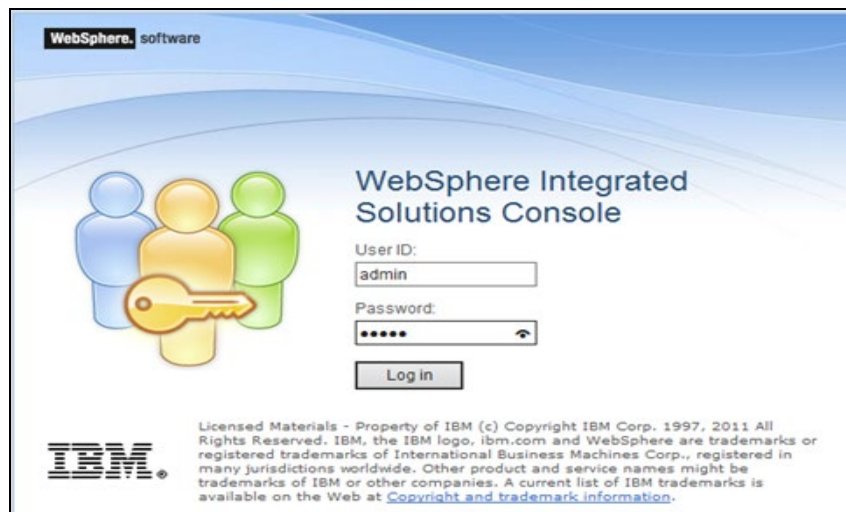 WebSphere. software
WebSphere Integrated
Solutions Console
User ID:
admin
Password:
•••••
Log in
Licensed Materials - Property of IBM (c) Copyright IBM Corp. 1997, 2011 All
Rights Reserved. IBM, the IBM logo, ibm.com and WebSphere are trademarks or
registered trademarks of International Business Machines Corp., registered in
many jurisdictions worldwide. Other product and service names might be
trademarks of IBM or other companies. A current list of IBM trademarks is
available on the Web at Copyright and trademark information.
IBM.